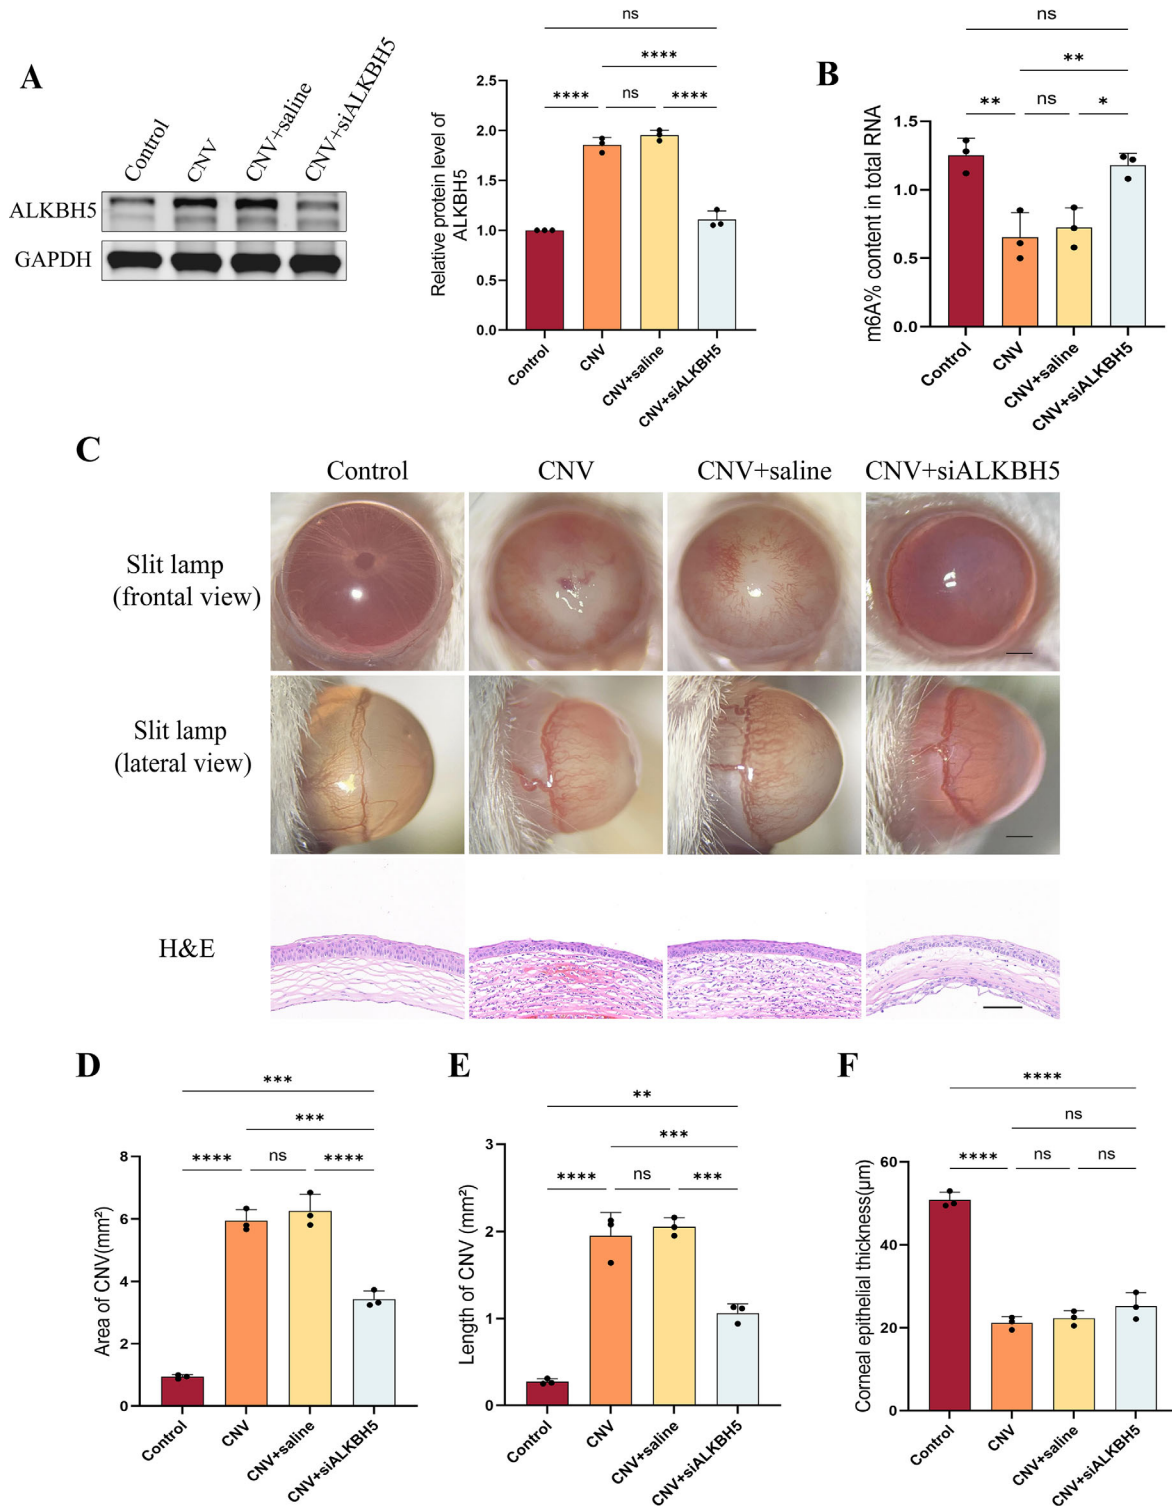 A
Control
CNV
CNV+saline
CNV+siALKBH5
ALKBH5
GAPDH
ns
****
**** ns ****
Relative protein level of
ALKBH5
2.5
2.0
1.5
1.0
0.5
0.0
Control
CNV
CNV+saline
CNV+siALKBH5
B
ns
**
** ns *
m6A% content in total RNA
1.5
1.0
0.5
0.0
Control
CNV
CNV+saline
CNV+siALKBH5
C
Control CNV CNV+saline CNV+siALKBH5
Slit lamp
(frontal view)
Slit lamp
(lateral view)
H&E
D
***
***
**** ns ****
Area of CNV(mm²)
8
6
4
2
0
Control
CNV
CNV+saline
CNV+siALKBH5
E
**
***
**** ns ***
Length of CNV (mm²)
3
2
1
0
Control
CNV
CNV+saline
CNV+siALKBH5
F
****
ns
**** ns ns
Corneal epithelial thickness(μm)
60
40
20
0
Control
CNV
CNV+saline
CNV+siALKBH5